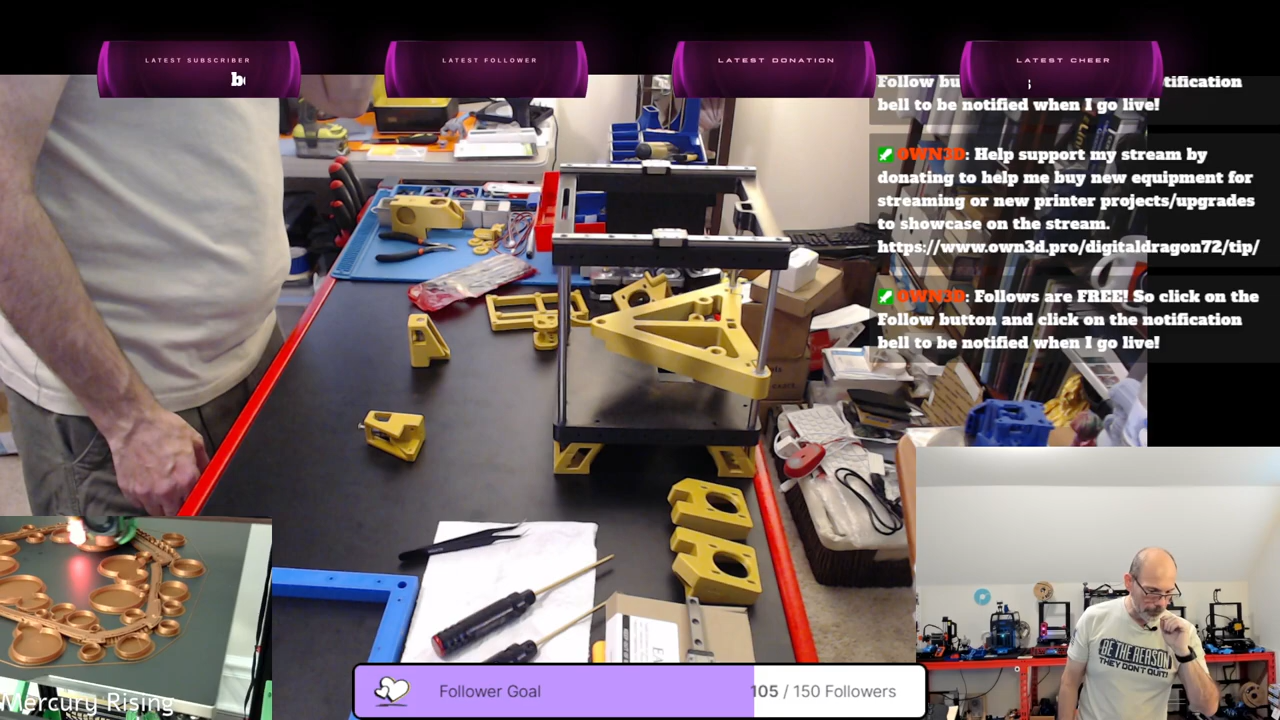 LATEST SUBSCRIBER
LATEST FOLLOWER
LATEST DONATION
LATEST CHEER
Follow tification
bell to be notified when I go live!
OWN3D: Help support my stream by
donating to help me buy new equipment for
streaming or new printer projects/upgrades
to showcase on the stream.
https://www.own3d.pro/digitaldragon72/tip/
OWN3D: Follows are FREE! So click on the
Follow button and click on the notification
bell to be notified when I go live!
BE THE REASON
THEY DON'T QUIT!
Mercury Rising
Follower Goal
105 / 150 Followers